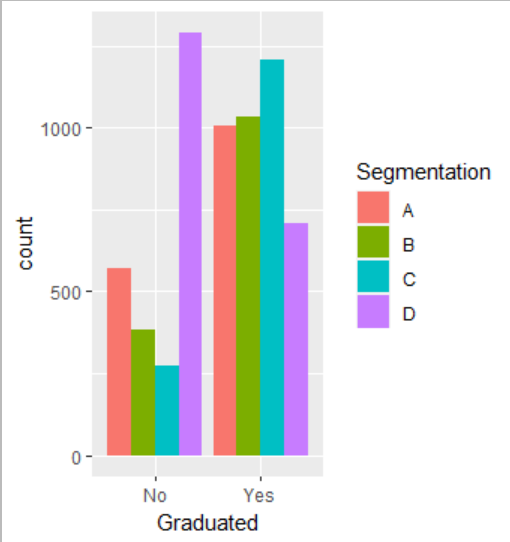 1000
500
0
count
No Yes
Graduated
Segmentation
A
B
C
D